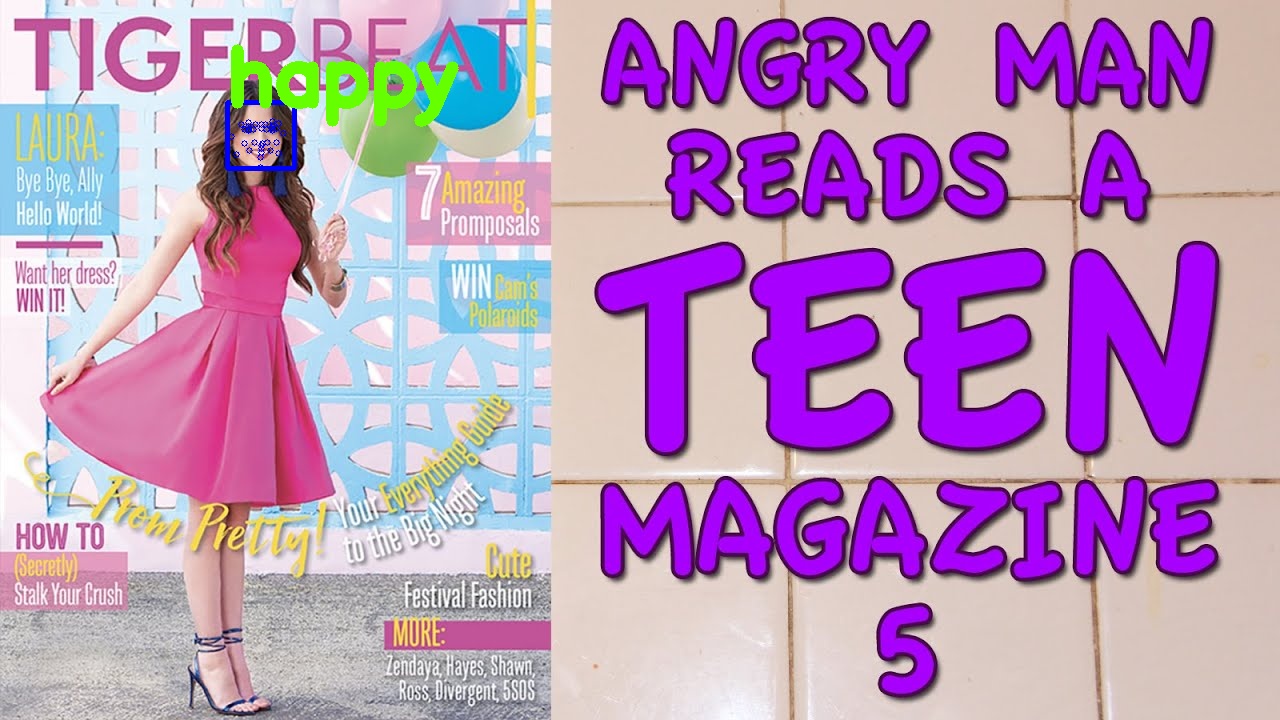 TIGERBEAT
happy
LAURA:
Bye Bye, Ally
Hello World!
Want her dress?
WIN IT!
7 Amazing
Promposals
WIN Cam's
Polaroids
Prom Pretty!
Your Everything Guide
to the Big Night
HOW TO
(Secretly)
Stalk Your Crush
Cute
Festival Fashion
MORE:
Zendaya, Hayes, Shawn,
Ross, Divergent, 5SOS
ANGRY MAN
READS A
TEEN
MAGAZINE
5